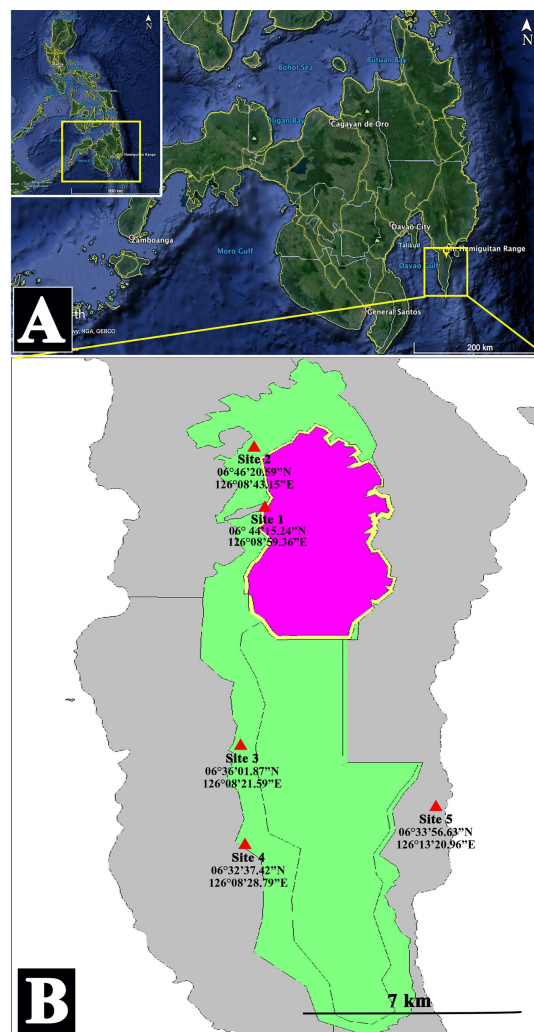 N
Bohol Sea
Butuan Bay
Iligan Bay
Cagayan de Oro
Davao City
Talikud
Mt. Hamiguitan Range
Zamboanga
Moro Gulf
Davao Gulf
General Santos
NGA, GEBCO
200 km
A
Site 2
06°46'20.59”N
126°08'43.15”E
Site 1
06° 44'15.24”N
126°08'59.36”E
Site 3
06°36'01.87”N
126°08'21.59”E
Site 5
06°33'56.63”N
126°13'20.96”E
Site 4
06°32'37.42”N
126°08'28.79”E
7 km
B